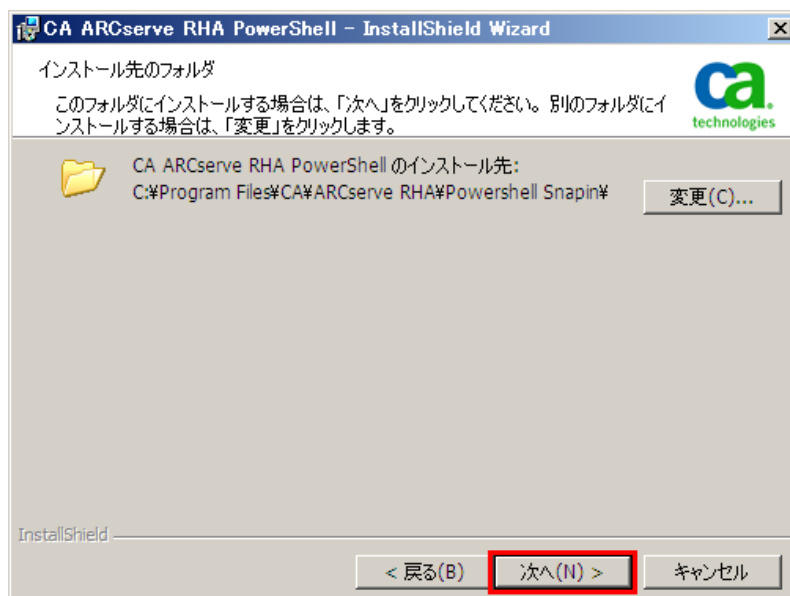 CA ARCserve RHA PowerShell - InstallShield Wizard
インストール先のフォルダ
このフォルダにインストールする場合は、「次へ」をクリックしてください。別のフォルダにイ
ンストールする場合は、「変更」をクリックします。
ca
technologies
CA ARCserve RHA PowerShell のインストール先:
C:¥Program Files¥CA¥ARCserve RHA¥Powershell Snapin¥
変更(C)...
InstallShield
< 戻る(B)
次へ(N) >
キャンセル